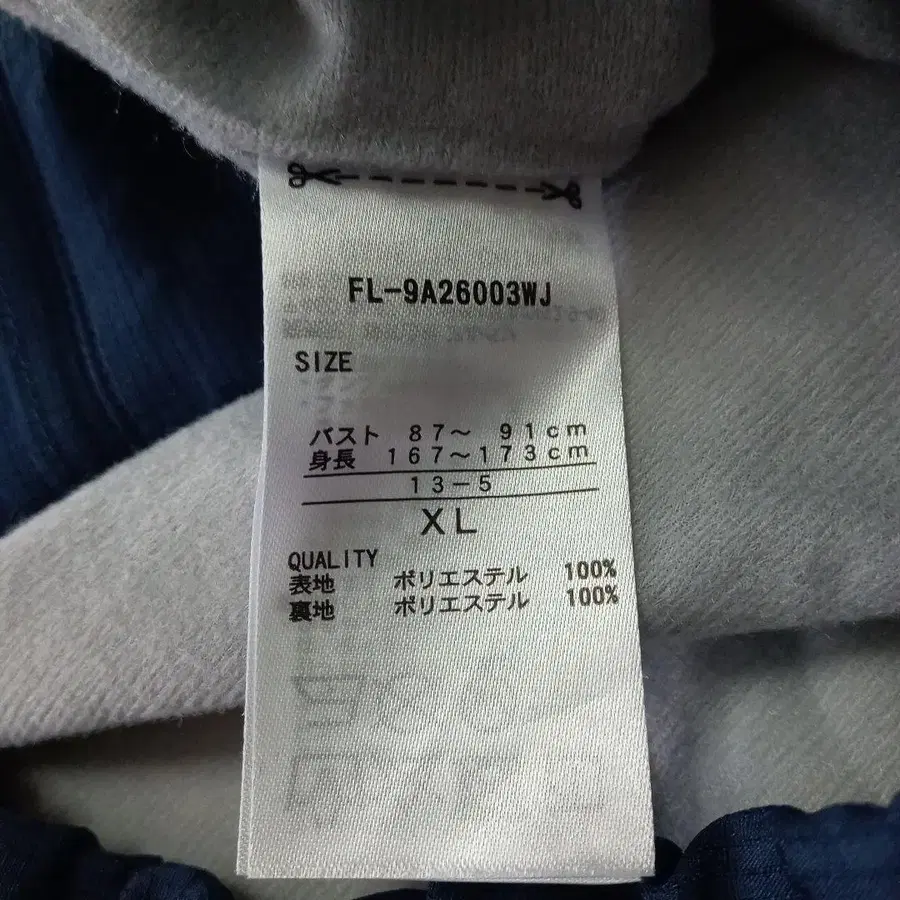 FL-9A26003WJ
SIZE
バスト 87～ 91cm
身長 167～173cm
13-5
XL
QUALITY
表地 ポリエステル 100%
裏地 ポリエステル 100%